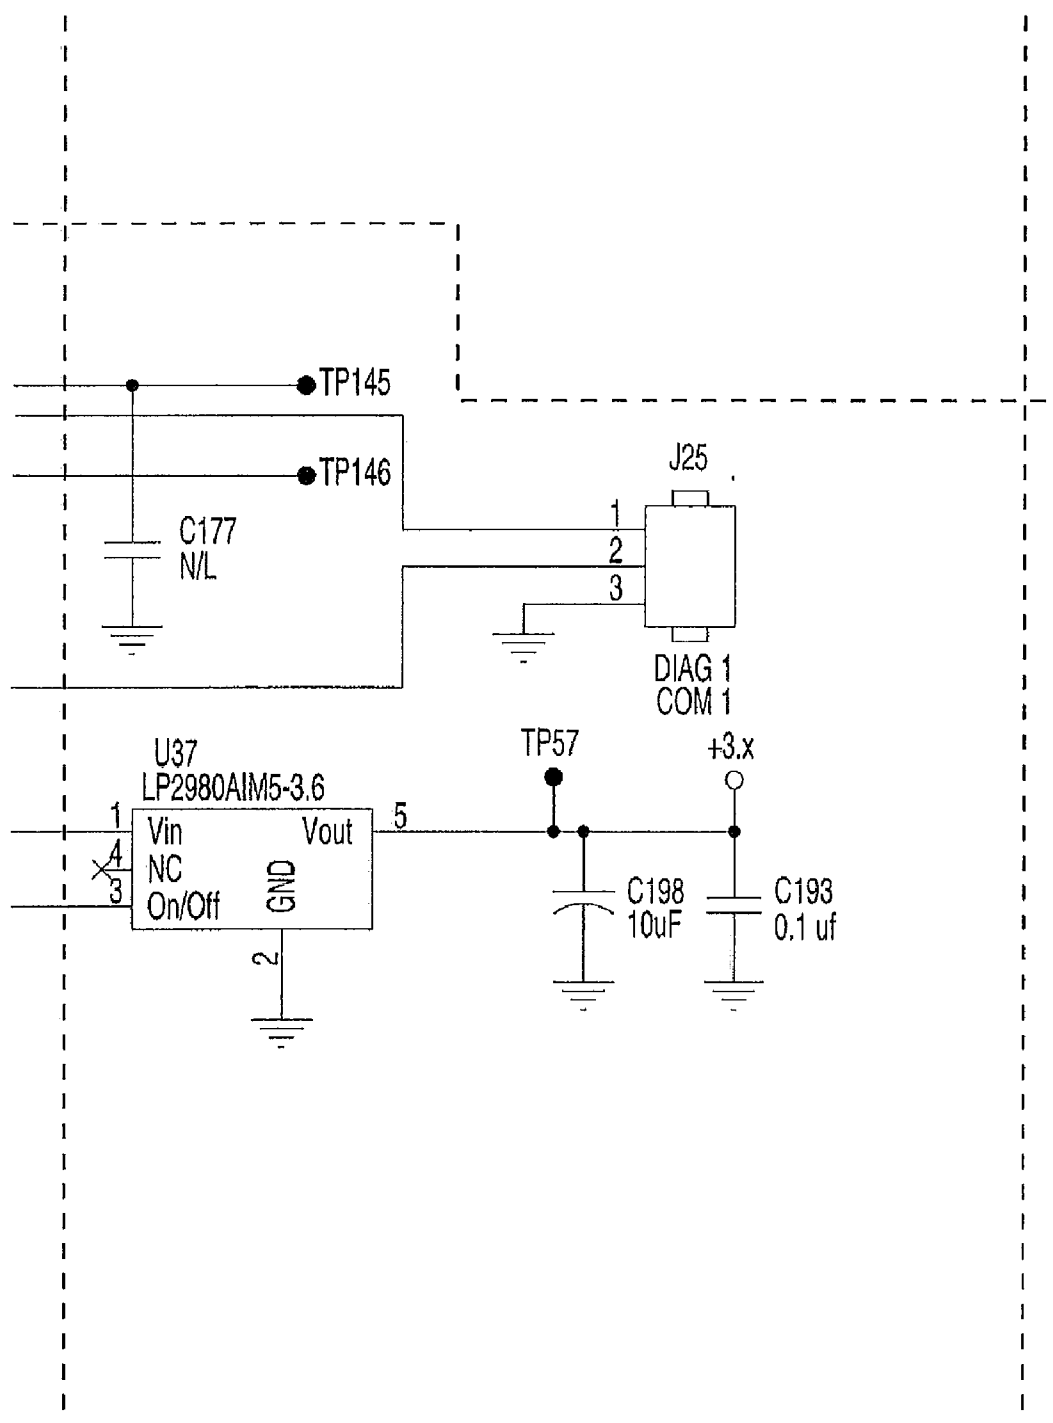 TP145
TP146
J25
C177
N/L
1
2
3
DIAG 1
COM 1
U37
LP2980AIM5-3.6
TP57
+3.x
1
Vin
Vout
5
4
NC
3
On/Off
GND
2
C198
10uF
C193
0.1 uf